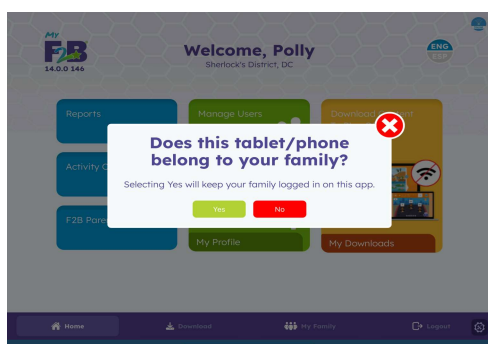 My
F2B
14.0.0 146
Welcome, Polly
Sherlock's District, DC
ENG
ESP
Reports
Manage Users
Download
Does this tablet/phone
belong to your family?
Selecting Yes will keep your family logged in on this app.
Yes
No
Activity
F2B
My Profile
My Downloads
Home
Download
My Family
Logout